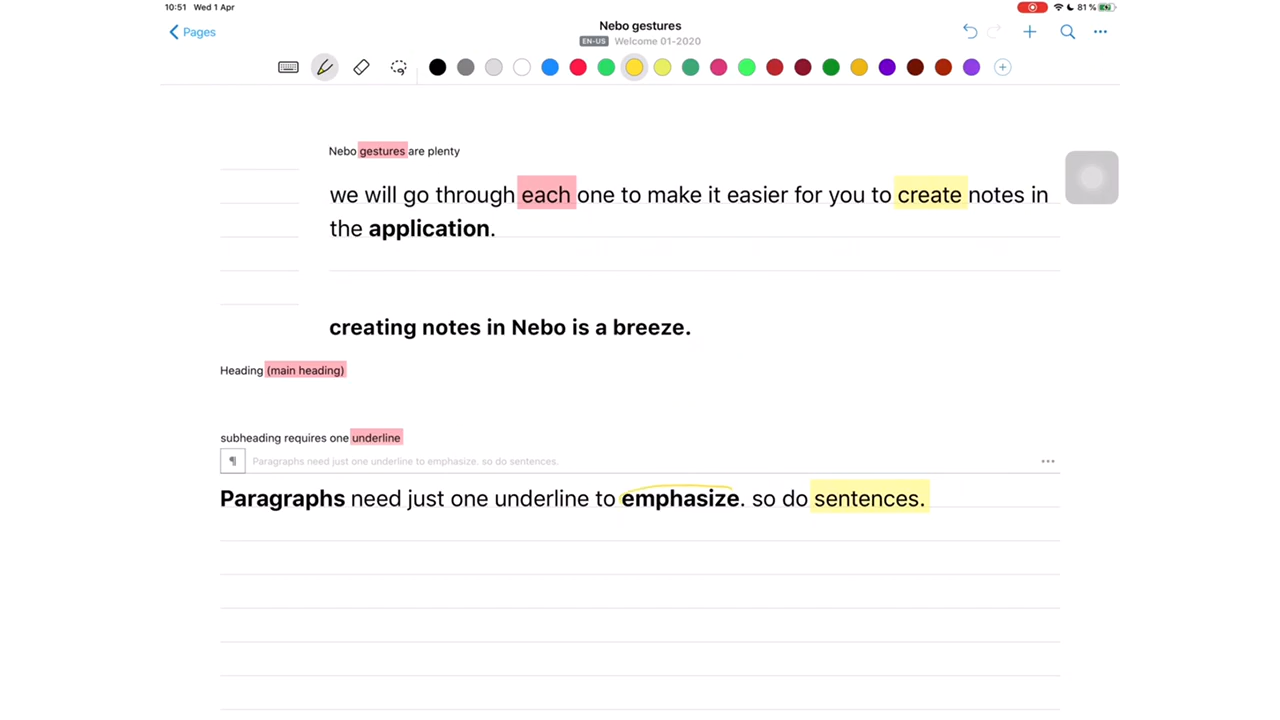 10:51 Wed 1 Apr
81 %
Pages
Nebo gestures
EN-US Welcome 01-2020
Nebo gestures are plenty
we will go through each one to make it easier for you to create notes in
the application.
creating notes in Nebo is a breeze.
Heading (main heading)
subheading requires one underline
¶ Paragraphs need just one underline to emphasize. so do sentences.
Paragraphs need just one underline to emphasize. so do sentences.